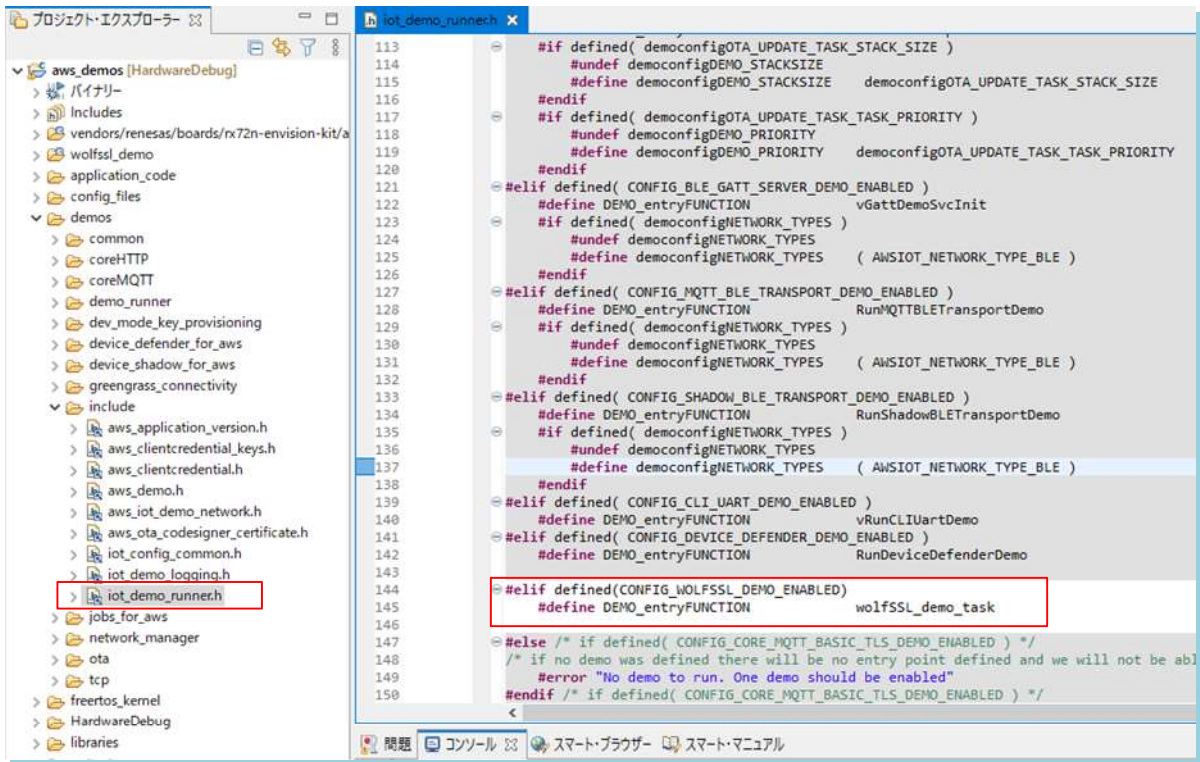 プロジェクト・エクスプローラー
aws_demos [HardwareDebug]
バイナリー
Includes
vendors/renesas/boards/rx72n-envision-kit/a
wolfssl_demo
application_code
config_files
demos
common
coreHTTP
coreMQTT
demo_runner
dev_mode_key_provisioning
device_defender_for_aws
device_shadow_for_aws
greengrass_connectivity
include
aws_application_version.h
aws_clientcredential_keys.h
aws_clientcredential.h
aws_demo.h
aws_iot_demo_network.h
aws_ota_codesigner_certificate.h
iot_config_common.h
iot_demo_logging.h
iot_demo_runner.h
jobs_for_aws
network_manager
ota
tcp
freertos_kernel
HardwareDebug
libraries
iot_demo_runner.h
113 #if defined( democonfigOTA_UPDATE_TASK_STACK_SIZE )
114 #undef democonfigDEMO_STACKSIZE
115 #define democonfigDEMO_STACKSIZE democonfigOTA_UPDATE_TASK_STACK_SIZE
116 #endif
117 #if defined( democonfigOTA_UPDATE_TASK_TASK_PRIORITY )
118 #undef democonfigDEMO_PRIORITY
119 #define democonfigDEMO_PRIORITY democonfigOTA_UPDATE_TASK_TASK_PRIORITY
120 #endif
121 #elif defined( CONFIG_BLE_GATT_SERVER_DEMO_ENABLED )
122 #define DEMO_entryFUNCTION vGattDemoSvcInit
123 #if defined( democonfigNETWORK_TYPES )
124 #undef democonfigNETWORK_TYPES
125 #define democonfigNETWORK_TYPES ( AWSIOT_NETWORK_TYPE_BLE )
126 #endif
127 #elif defined( CONFIG_MQTT_BLE_TRANSPORT_DEMO_ENABLED )
128 #define DEMO_entryFUNCTION RunMQTTBLETransportDemo
129 #if defined( democonfigNETWORK_TYPES )
130 #undef democonfigNETWORK_TYPES
131 #define democonfigNETWORK_TYPES ( AWSIOT_NETWORK_TYPE_BLE )
132 #endif
133 #elif defined( CONFIG_SHADOW_BLE_TRANSPORT_DEMO_ENABLED )
134 #define DEMO_entryFUNCTION RunShadowBLETransportDemo
135 #if defined( democonfigNETWORK_TYPES )
136 #undef democonfigNETWORK_TYPES
137 #define democonfigNETWORK_TYPES ( AWSIOT_NETWORK_TYPE_BLE )
138 #endif
139 #elif defined( CONFIG_CLI_UART_DEMO_ENABLED )
140 #define DEMO_entryFUNCTION vRunCLIUartDemo
141 #elif defined( CONFIG_DEVICE_DEFENDER_DEMO_ENABLED )
142 #define DEMO_entryFUNCTION RunDeviceDefenderDemo
143
144 #elif defined(CONFIG_WOLFSSL_DEMO_ENABLED)
145 #define DEMO_entryFUNCTION wolfSSL_demo_task
146
147 #else /* if defined( CONFIG_CORE_MQTT_BASIC_TLS_DEMO_ENABLED ) */
148 /* if no demo was defined there will be no entry point defined and we will not be abl
149 #error "No demo to run. One demo should be enabled"
150 #endif /* if defined( CONFIG_CORE_MQTT_BASIC_TLS_DEMO_ENABLED ) */
問題 コンソール スマート・ブラウザー スマート・マニュアル